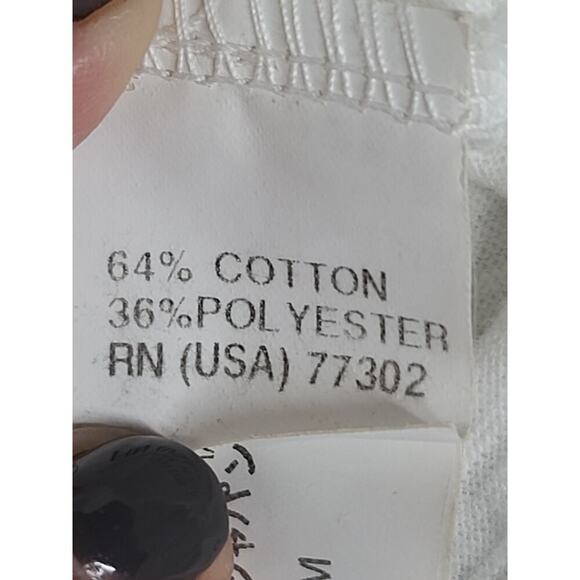 64% COTTON
36%POLYESTER
RN (USA) 77302
M